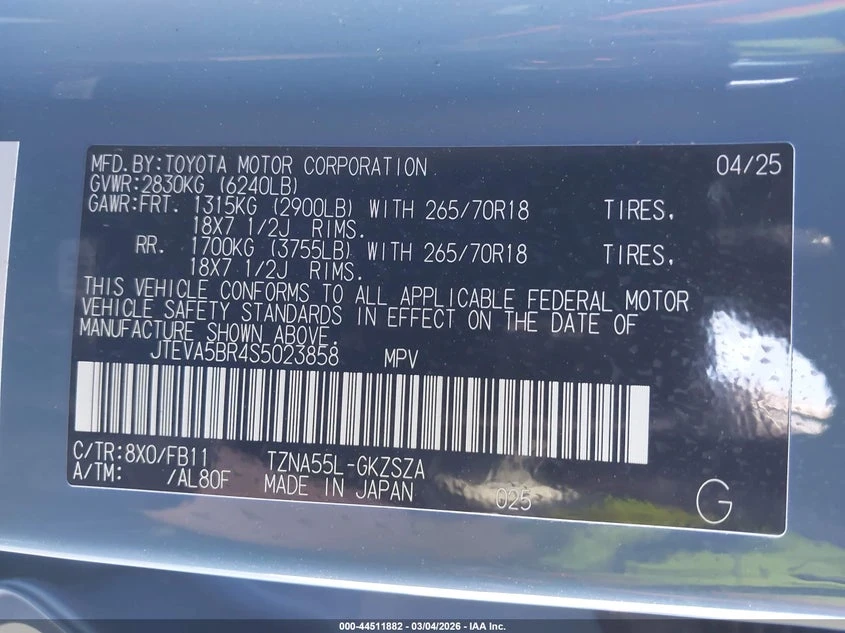 MFD.BY:TOYOTA MOTOR CORPORATION 04/25
GVWR:2830KG (6240LB)
GAWR:FRT. 1315KG (2900LB) WITH 265/70R18 TIRES,
18X7 1/2J RIMS.
RR. 1700KG (3755LB) WITH 265/70R18 TIRES,
18X7 1/2J RIMS.
THIS VEHICLE CONFORMS TO ALL APPLICABLE FEDERAL MOTOR
VEHICLE SAFETY STANDARDS IN EFFECT ON THE DATE OF
MANUFACTURE SHOWN ABOVE.
JTEVA5BR4S5023858 MPV
C/TR:8X0/FB11 TZNA55L-GKZSZA
A/TM: /AL80F MADE IN JAPAN 025 G
000-44511882 - 03/04/2026 - IAA Inc.